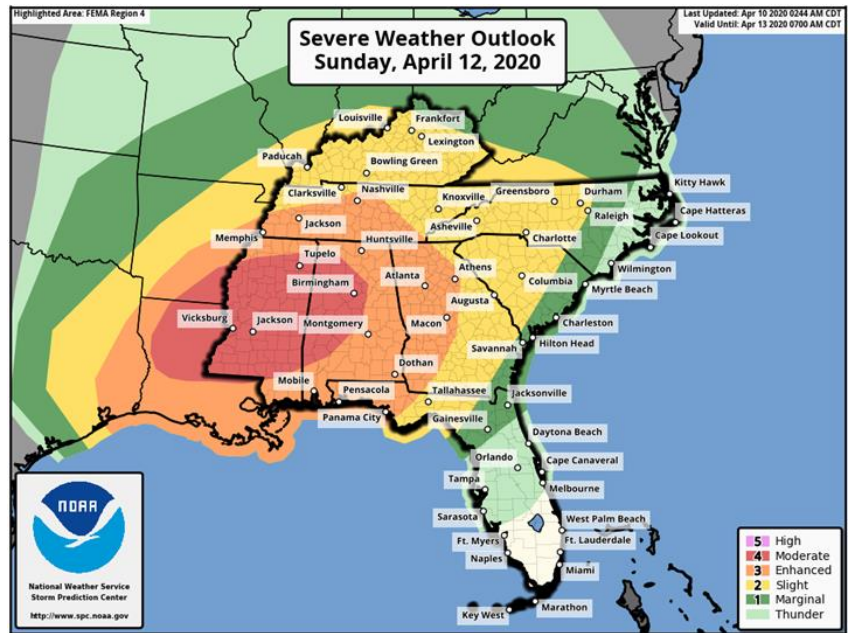 Highlighted Area: FEMA Region 4
Last Updated: Apr 10 2020 0244 AM CDT
Valid Until: Apr 13 2020 0700 AM CDT
Severe Weather Outlook
Sunday, April 12, 2020
Louisville
Frankfort
Lexington
Paducah
Bowling Green
Clarksville
Nashville
Knoxville
Greensboro
Durham
Kitty Hawk
Jackson
Asheville
Raleigh
Cape Hatteras
Memphis
Huntsville
Charlotte
Cape Lookout
Tupelo
Birmingham
Atlanta
Athens
Columbia
Wilmington
Augusta
Myrtle Beach
Vicksburg
Jackson
Montgomery
Macon
Charleston
Savannah
Hilton Head
Dothan
Mobile
Pensacola
Tallahassee
Jacksonville
Panama City
Gainesville
Daytona Beach
Orlando
Cape Canaveral
Tampa
Melbourne
Sarasota
West Palm Beach
Ft. Myers
Ft. Lauderdale
Naples
Miami
Key West
Marathon
NOAA
National Weather Service
Storm Prediction Center
http://www.spc.noaa.gov
5 High
4 Moderate
3 Enhanced
2 Slight
1 Marginal
Thunder